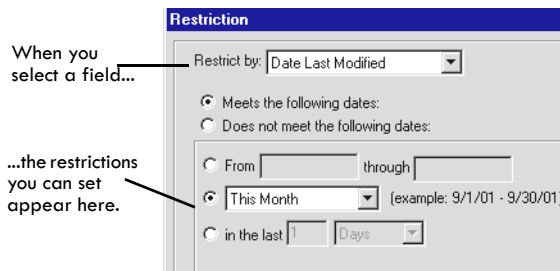 Restriction
When you
select a field...
Restrict by: Date Last Modified
Meets the following dates:
Does not meet the following dates:
...the restrictions
you can set
appear here.
From through
This Month (example: 9/1/01 - 9/30/01)
in the last 1 Days